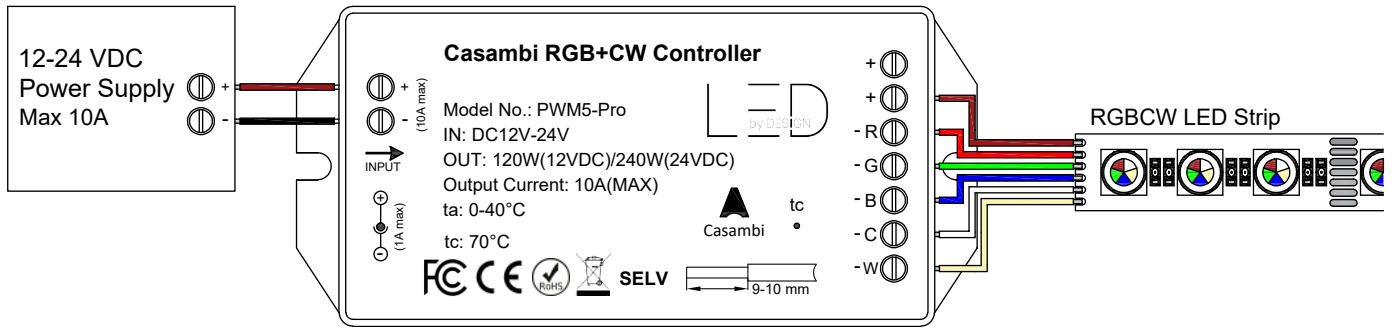 12-24 VDC
Power Supply
Max 10A
+
-
+
-
(10A max)
INPUT
+
-
(1A max)
Casambi RGB+CW Controller
Model No.: PWM5-Pro
IN: DC12V-24V
OUT: 120W(12VDC)/240W(24VDC)
Output Current: 10A(MAX)
ta: 0-40°C
tc: 70°C
LED
by DESIGN
Casambi
tc
FC CE RoHS SELV
9-10 mm
+
+
-R
-G
-B
-C
-W
RGBCW LED Strip